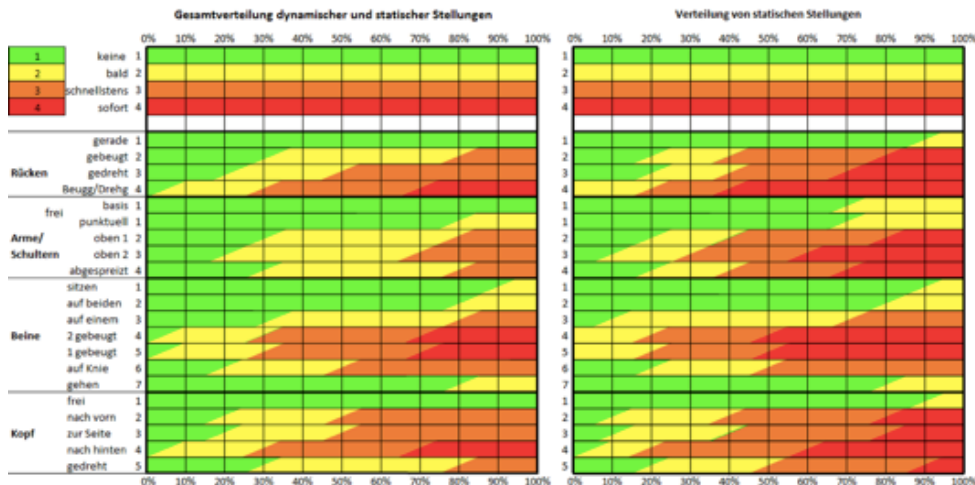 Gesamtverteilung dynamischer und statischer Stellungen
Verteilung von statischen Stellungen
0% 10% 20% 30% 40% 50% 60% 70% 80% 90% 100%
0% 10% 20% 30% 40% 50% 60% 70% 80% 90% 100%
1 keine 1 1
2 bald 2 2
3 schnellstens 3 3
4 sofort 4 4
gerade 1 1
gebeugt 2 2
Rücken gedreht 3 3
Beugg/Drehg 4 4
frei basis 1 1
punktuell 1 1
Arme/ oben 1 2 2
Schultern oben 2 3 3
abgespreizt 4 4
sitzen 1 1
auf beiden 2 2
auf einem 3 3
Beine 2 gebeugt 4 4
1 gebeugt 5 5
auf Knie 6 6
gehen 7 7
frei 1 1
nach vorn 2 2
Kopf zur Seite 3 3
nach hinten 4 4
gedreht 5 5
0% 10% 20% 30% 40% 50% 60% 70% 80% 90% 100%
0% 10% 20% 30% 40% 50% 60% 70% 80% 90% 100%